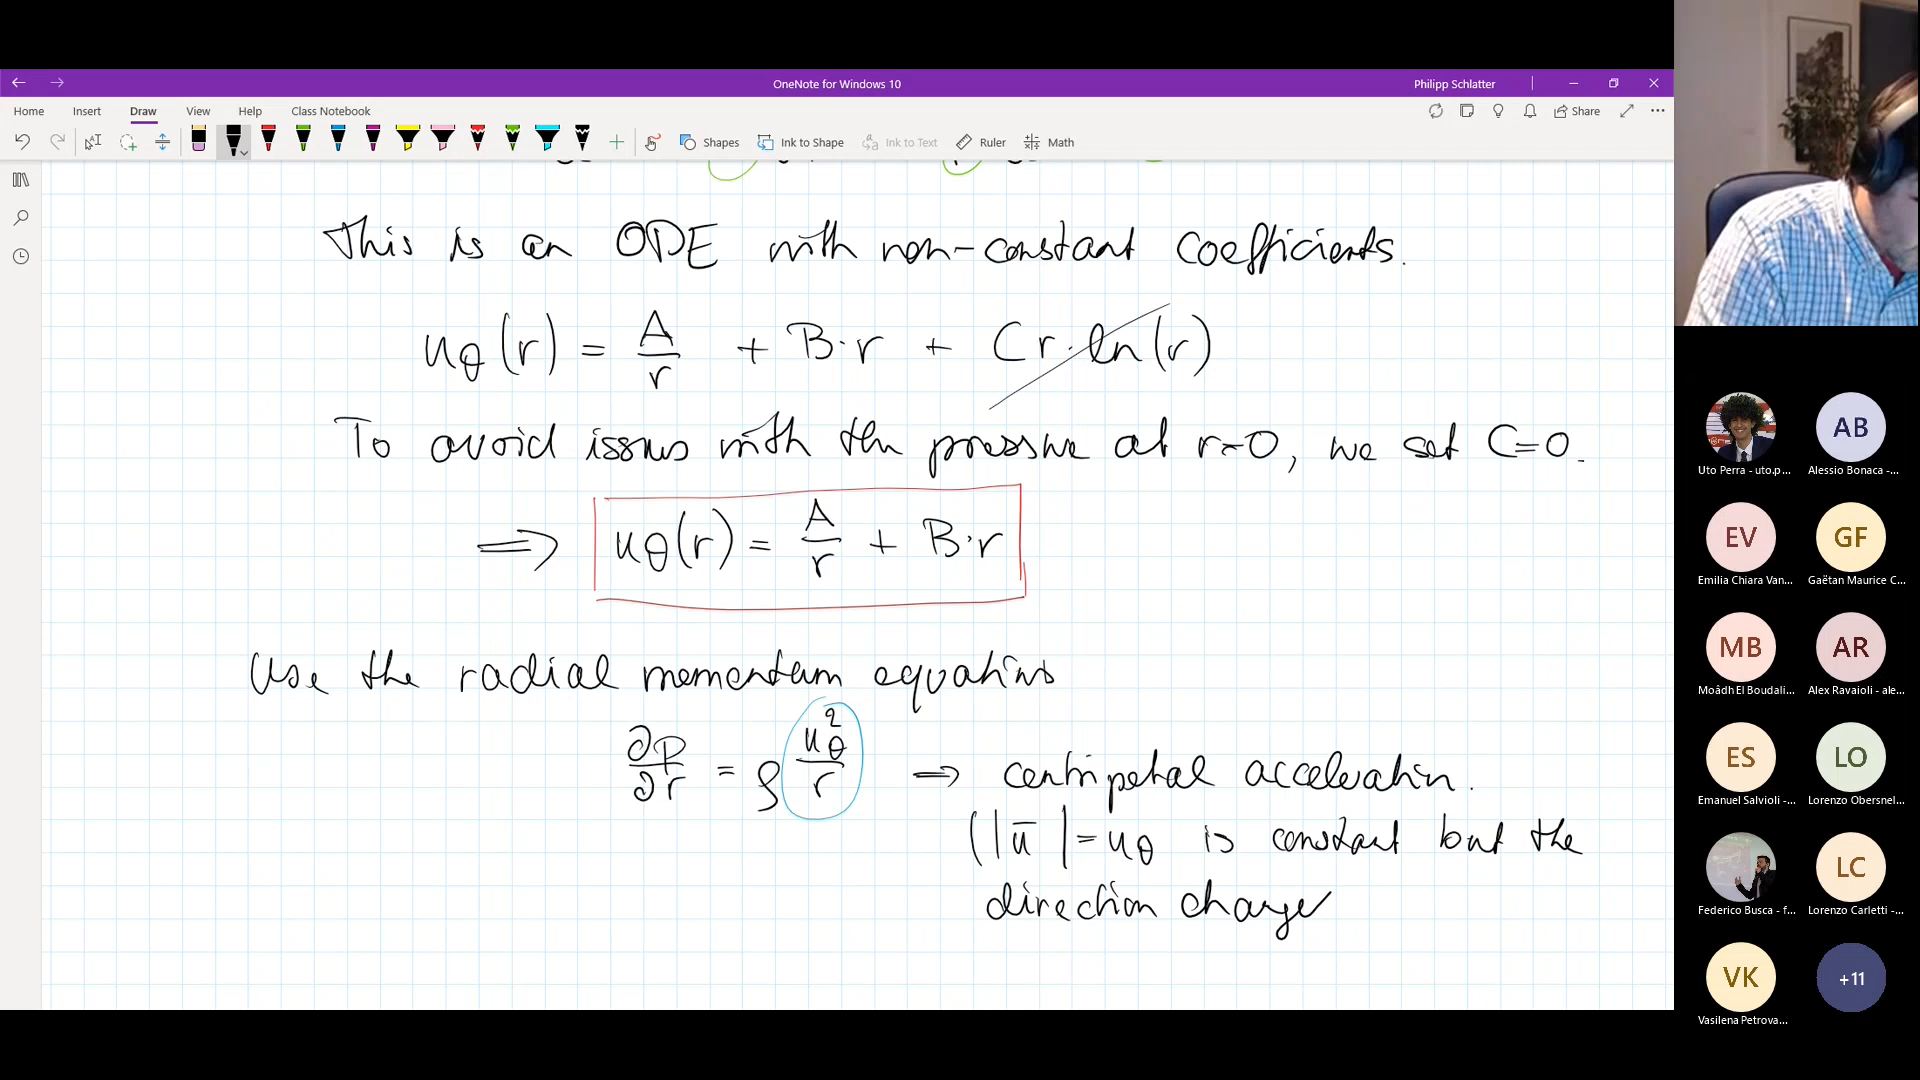 OneNote for Windows 10
Philipp Schlatter
Home Insert Draw View Help Class Notebook
Share
Shapes Ink to Shape Ink to Text Ruler Math
This is an ODE with non-constant coefficients.
uθ(r) = A/r + B·r + Cr·ln(r)
To avoid issues with the pressure at r=0, we set C=0.
⟹ uθ(r) = A/r + B·r
Use the radial momentum equations
∂P/∂r = ρ uθ²/r → centripetal acceleration.
(|ū| = uθ is constant but the
direction changes
AB
Uto Perra - uto.p...
Alessio Bonaca -...
EV
GF
Emilia Chiara Van...
Gaëtan Maurice C...
MB
AR
Moâdh El Boudali...
Alex Ravaioli - ale...
ES
LO
Emanuel Salvioli -...
Lorenzo Obersnel...
LC
Federico Busca - f...
Lorenzo Carletti -...
VK
+11
Vasilena Petrova...